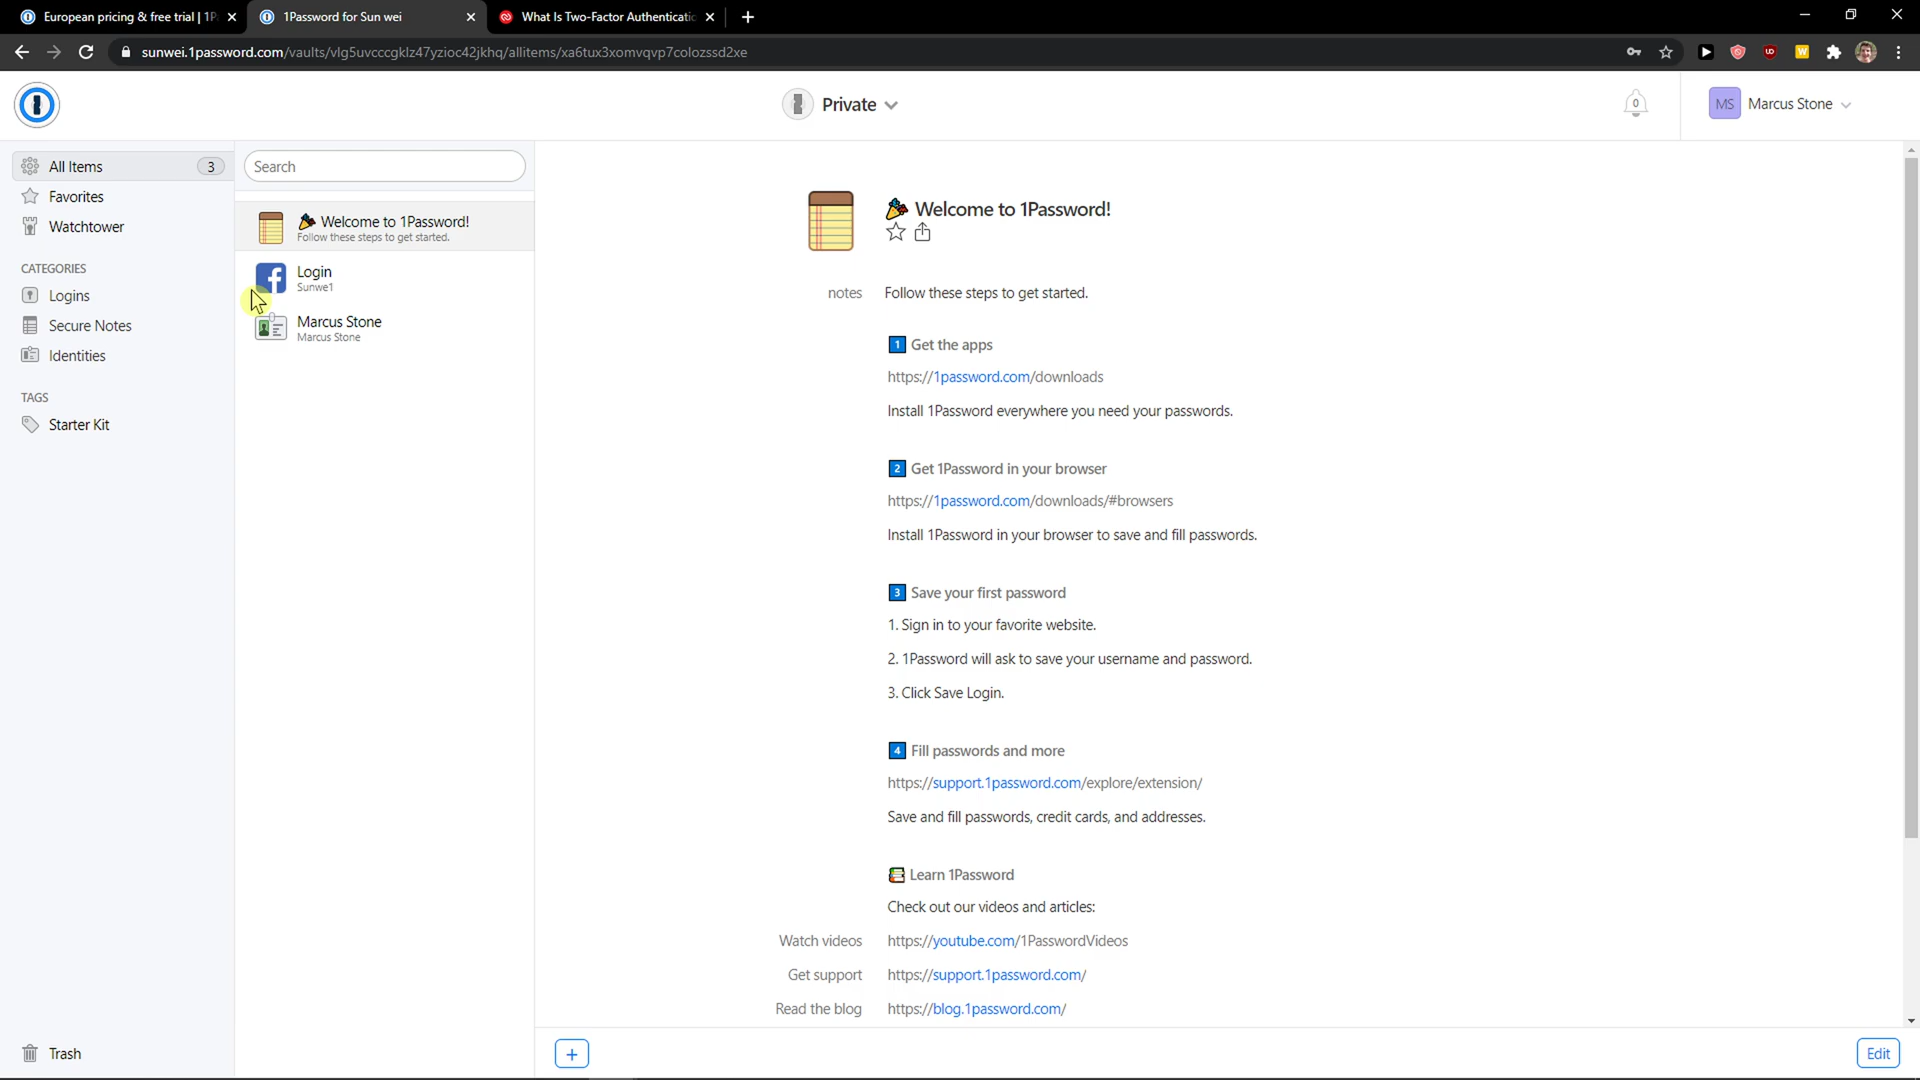 European pricing & free trial | 1P
1Password for Sun wei
What Is Two-Factor Authenticatic
sunwei.1password.com/vaults/vlg5uvcccgklz47yzioc42jkhq/allitems/xa6tux3xomvqvp7colozssd2xe
Private
0
MS Marcus Stone
All Items 3
Favorites
Watchtower
CATEGORIES
Logins
Secure Notes
Identities
TAGS
Starter Kit
Trash
Search
Welcome to 1Password!
Follow these steps to get started.
Login
Sunwe1
Marcus Stone
Marcus Stone
Welcome to 1Password!
notes Follow these steps to get started.
1 Get the apps
https://1password.com/downloads
Install 1Password everywhere you need your passwords.
2 Get 1Password in your browser
https://1password.com/downloads/#browsers
Install 1Password in your browser to save and fill passwords.
3 Save your first password
1. Sign in to your favorite website.
2. 1Password will ask to save your username and password.
3. Click Save Login.
4 Fill passwords and more
https://support.1password.com/explore/extension/
Save and fill passwords, credit cards, and addresses.
Learn 1Password
Check out our videos and articles:
Watch videos https://youtube.com/1PasswordVideos
Get support https://support.1password.com/
Read the blog https://blog.1password.com/
+
Edit